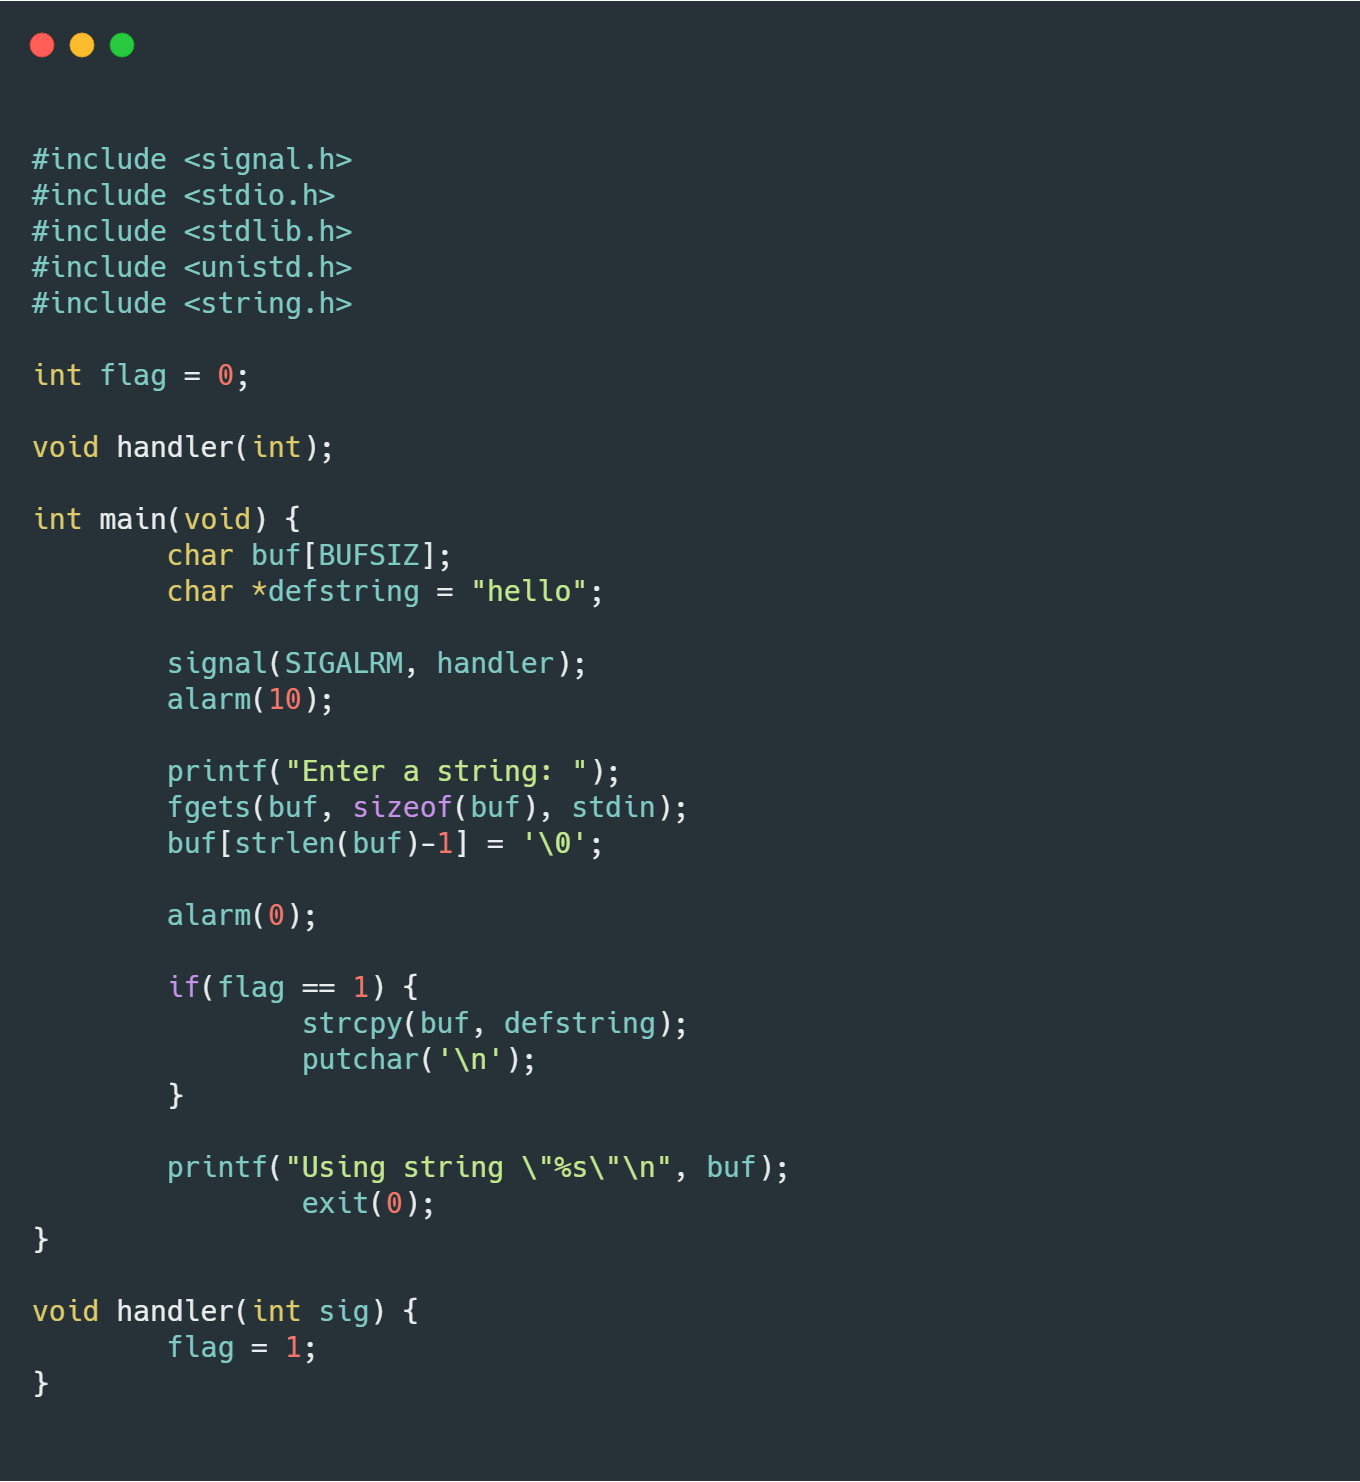 #include <signal.h>
#include <stdio.h>
#include <stdlib.h>
#include <unistd.h>
#include <string.h>

int flag = 0;

void handler(int);

int main(void) {
        char buf[BUFSIZ];
        char *defstring = "hello";

        signal(SIGALRM, handler);
        alarm(10);

        printf("Enter a string: ");
        fgets(buf, sizeof(buf), stdin);
        buf[strlen(buf)-1] = '\0';

        alarm(0);

        if(flag == 1) {
                strcpy(buf, defstring);
                putchar('\n');
        }

        printf("Using string \"%s\"\n", buf);
                exit(0);
}

void handler(int sig) {
        flag = 1;
}